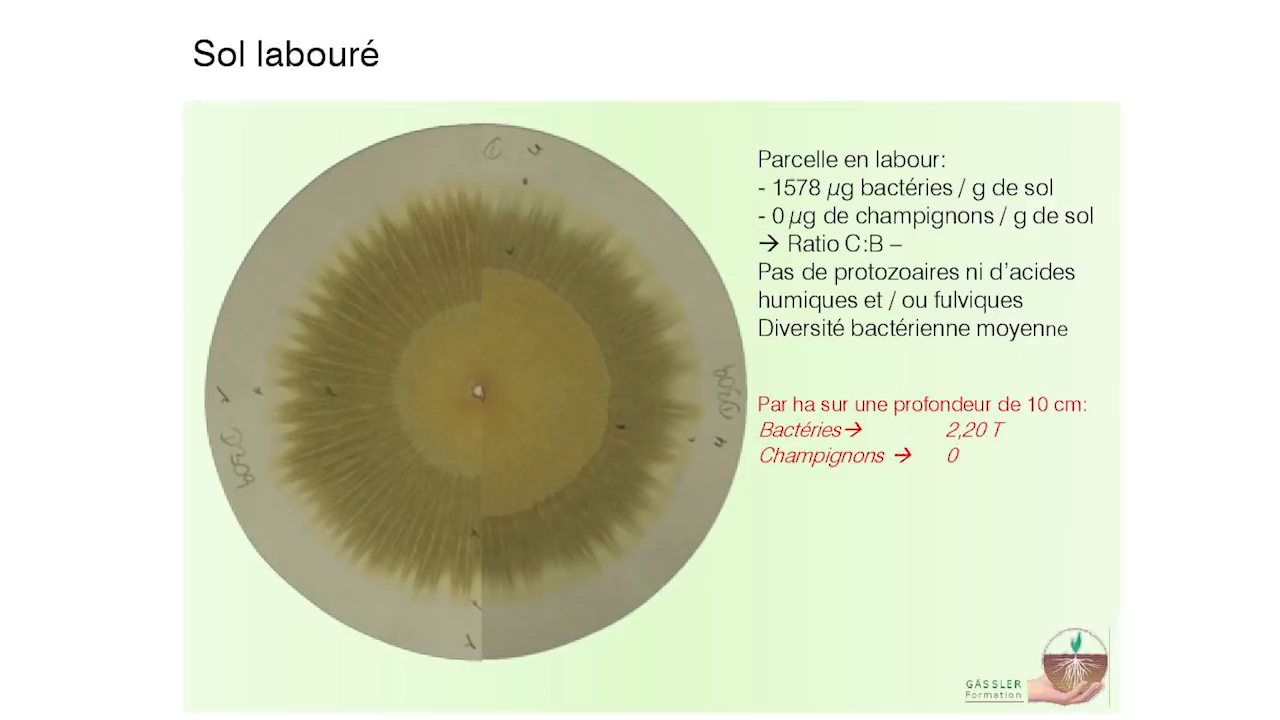 Sol labouré
Parcelle en labour:
- 1578 µg bactéries / g de sol
- 0 µg de champignons / g de sol
→ Ratio C:B –
Pas de protozoaires ni d'acides
humiques et / ou fulviques
Diversité bactérienne moyenne
Par ha sur une profondeur de 10 cm:
Bactéries→ 2,20 T
Champignons → 0
GÄSSLER
Formation